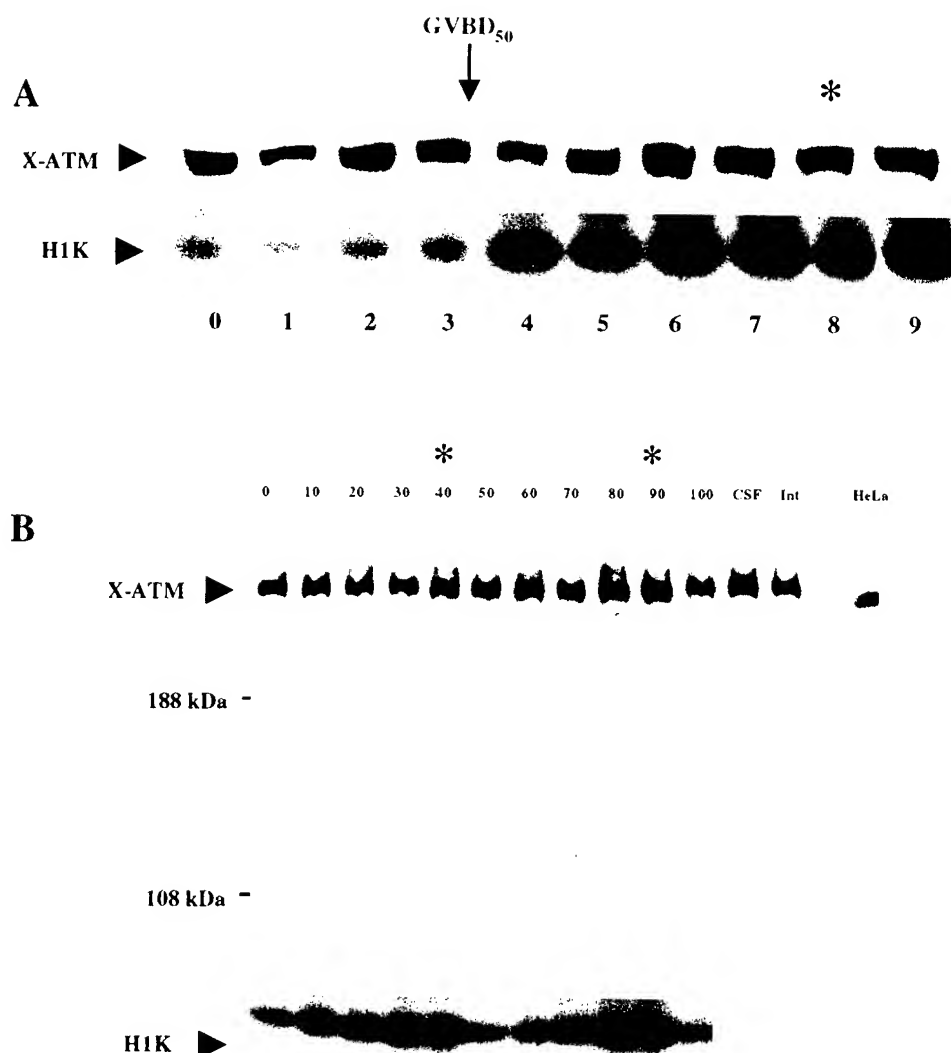 GVBD50
A
*
X-ATM
H1K
0 1 2 3 4 5 6 7 8 9
* *
0 10 20 30 40 50 60 70 80 90 100 CSF Int HeLa
B
X-ATM
188 kDa -
108 kDa -
H1K